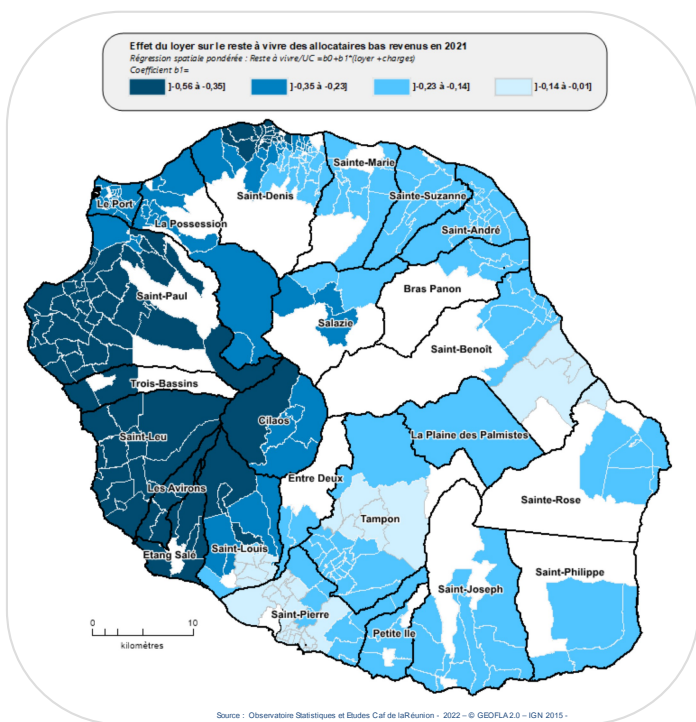 Effet du loyer sur le reste à vivre des allocataires bas revenus en 2021
Régression spatiale pondérée : Reste à vivre/UC =b0+b1*(loyer +charges)
Coefficient b1=
]-0,56 à -0,35] ]-0,35 à -0,23] ]-0,23 à -0,14] ]-0,14 à -0,01]
Sainte-Marie
Saint-Denis
Sainte-Suzanne
Le Port
La Possession
Saint-André
Bras Panon
Saint-Paul
Salazie
Saint-Benoît
Trois-Bassins
Cilaos
Saint-Leu
La Plaine des Palmistes
Entre Deux
Les Avirons
Sainte-Rose
Tampon
Etang Salé
Saint-Louis
Saint-Philippe
Saint-Joseph
Saint-Pierre
Petite Ile
0 10
kilomètres
Source : Observatoire Statistiques et Etudes Caf de laRéunion - 2022 – © GEOFLA2.0 – IGN 2015 -